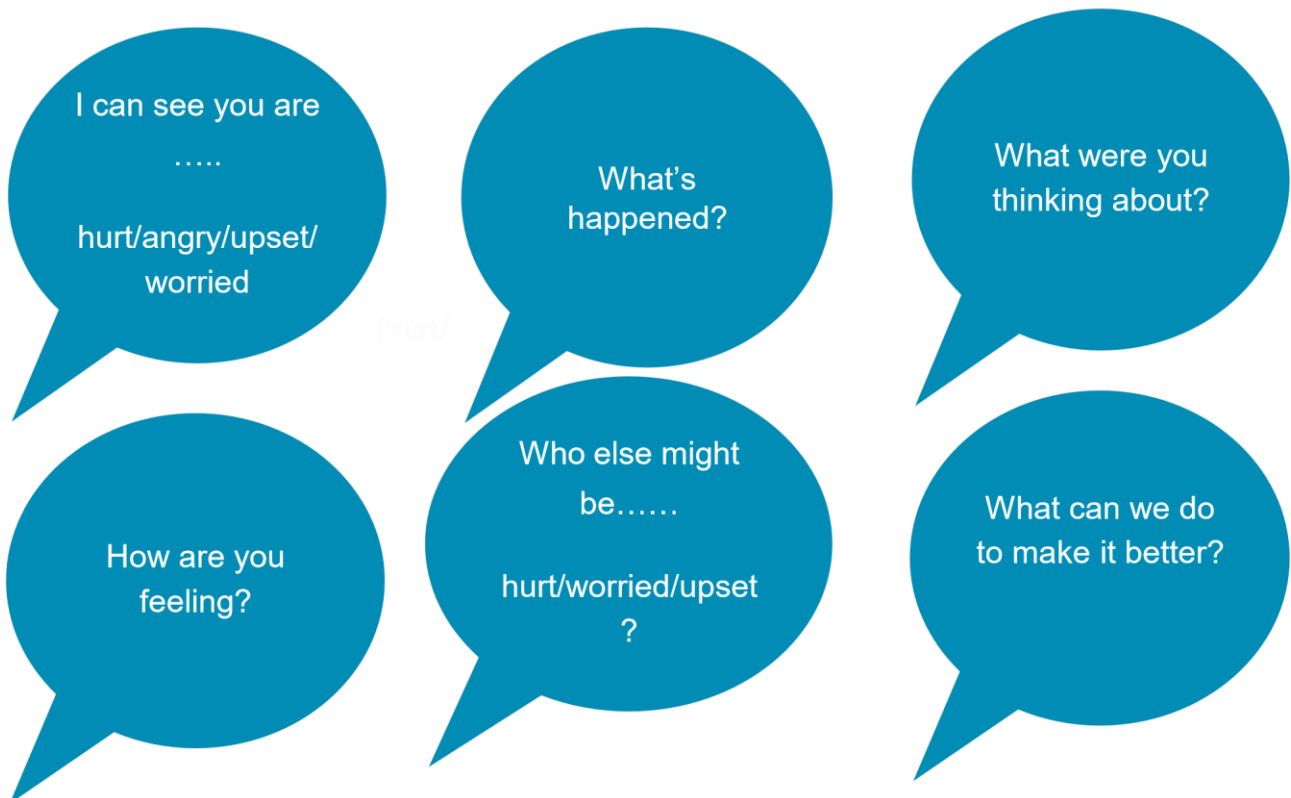 I can see you are
…..
hurt/angry/upset/
worried
What’s
happened?
What were you
thinking about?
(Hurt/
How are you
feeling?
Who else might
be……
hurt/worried/upset
?
What can we do
to make it better?